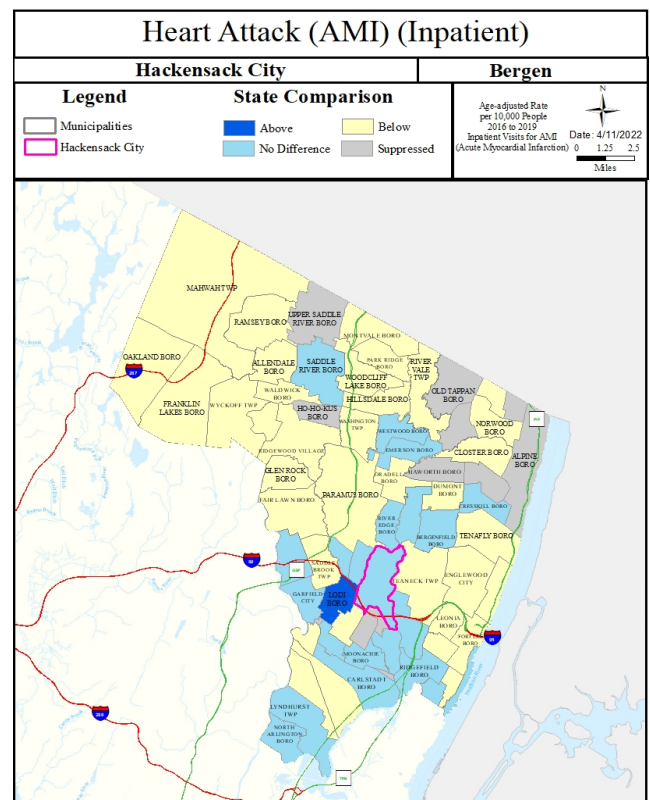 Heart Attack (AMI) (Inpatient)
Hackensack City
Bergen
Legend
Municipalities
Hackensack City
State Comparison
Above
Below
No Difference
Suppressed
Age-adjusted Rate
per 10,000 People
2016 to 2019
Inpatient Visits for AMI
(Acute Myocardial Infarction)
N
Date: 4/11/2022
0 1.25 2.5
Miles
MAHWAH TWP
UPPER SADDLE
RIVER BORO
RAMSEY BORO
MONTVALE BORO
OAKLAND BORO
ALLENDALE
BORO
SADDLE
RIVER BORO
PARK RIDGE
BORO
RIVER
VALE
TWP
287
WOODCLIFF
LAKE BORO
OLD TAPPAN
BORO
WALDWICK
BORO
HILLSDALE BORO
FRANKLIN
LAKES BORO
WYCKOFF TWP
HO-HO-KUS
BORO
WASHINGTON
TWP
WESTWOOD BORO
NORWOOD
BORO
EMERSON BORO
CLOSTER BORO
ALPINE
BORO
RIDGEWOOD VILLAGE
GLEN ROCK
BORO
ORADELL
BORO
HAWORTH BORO
DUMONT
BORO
PARAMUS BORO
FAIR LAWN BORO
CRESSKILL BORO
RIVER
EDGE
BORO
BERGENFIELD
BORO
TENAFLY BORO
80
GSP
SADDLE
BROOK
TWP
TEANECK TWP
ENGLEWOOD
CITY
GARFIELD
CITY
LODI
BORO
LEONIA
BORO
95
MOONACHIE
BORO
RIDGEFIELD
BORO
CARLSTADT
BORO
LYNDHURST
TWP
NORTH
ARLINGTON
BORO
280